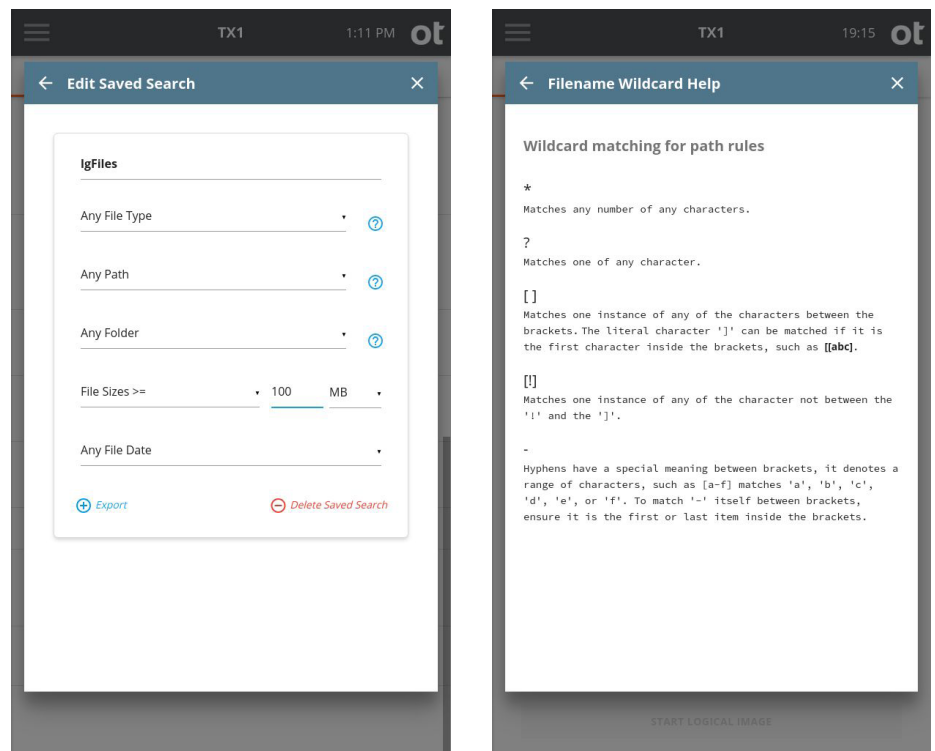 TX1 1:11 PM ot
Edit Saved Search
lgFiles
Any File Type
Any Path
Any Folder
File Sizes >= 100 MB
Any File Date
Export Delete Saved Search
TX1 19:15 ot
Filename Wildcard Help
Wildcard matching for path rules
*
Matches any number of any characters.
?
Matches one of any character.
[ ]
Matches one instance of any of the characters between the
brackets. The literal character ']' can be matched if it is
the first character inside the brackets, such as [[abc].
[!]
Matches one instance of any of the character not between the
'!' and the ']'.
-
Hyphens have a special meaning between brackets, it denotes a
range of characters, such as [a-f] matches 'a', 'b', 'c',
'd', 'e', or 'f'. To match '-' itself between brackets,
ensure it is the first or last item inside the brackets.
START LOGICAL IMAGE